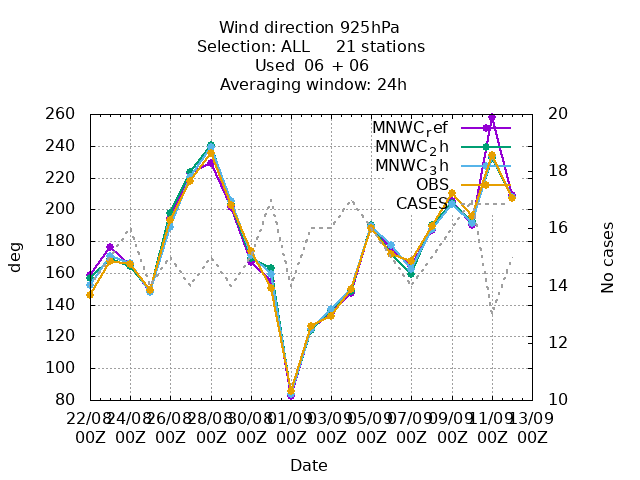 Wind direction 925hPa
Selection: ALL 21 stations
Used 06 + 06
Averaging window: 24h
260
240
220
200
180
160
140
120
100
80
20
18
16
14
12
10
deg
No cases
MNWC_ref
MNWC_2h
MNWC_3h
OBS
CASES
22/08 24/08 26/08 28/08 30/08 01/09 03/09 05/09 07/09 09/09 11/09 13/09
00Z 00Z 00Z 00Z 00Z 00Z 00Z 00Z 00Z 00Z 00Z 00Z
Date